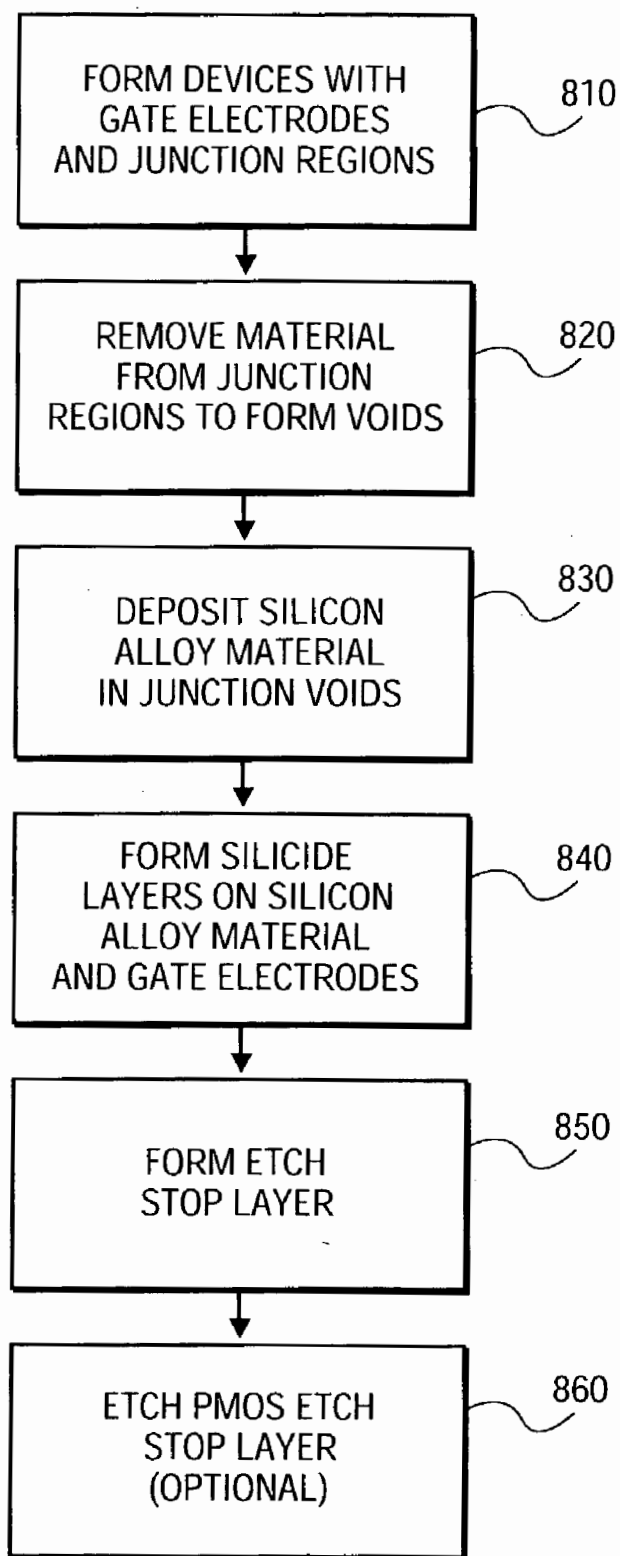 FORM DEVICES WITH
GATE ELECTRODES
AND JUNCTION REGIONS
810
REMOVE MATERIAL
FROM JUNCTION
REGIONS TO FORM VOIDS
820
DEPOSIT SILICON
ALLOY MATERIAL
IN JUNCTION VOIDS
830
FORM SILICIDE
LAYERS ON SILICON
ALLOY MATERIAL
AND GATE ELECTRODES
840
FORM ETCH
STOP LAYER
850
ETCH PMOS ETCH
STOP LAYER
(OPTIONAL)
860